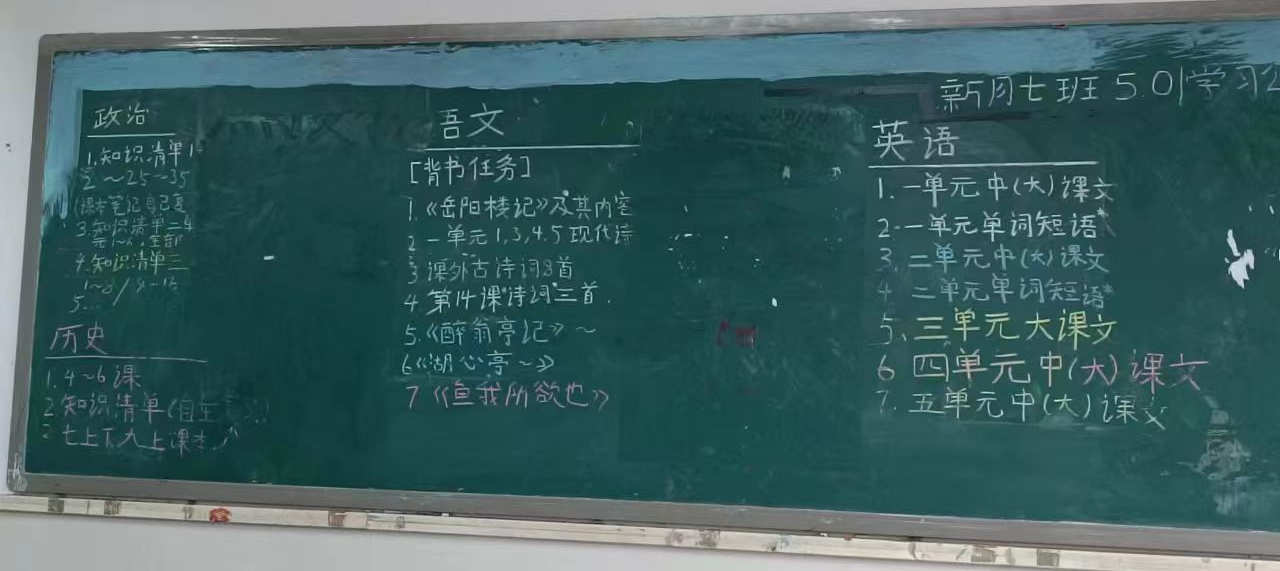 新月七班 5.01学习
政治
1.知识清单1
2~25~35
(课本笔记自己
3.知识清单二单
元1~6.全部
4.知识清单三
1~8/9~16
5...
历史
1.4~6课
2.知识清单(自主
七上下九上课本
语文
[背书任务]
1.《岳阳楼记》及其内容
2 一单元1,3,4.5现代诗
3 课外古诗词8首
4.第14课"诗词"三首.
5.《醉翁亭记》~
6《湖心亭~》
7《鱼我所欲也》
英语
1.一单元中(大)课文
2.一单元单词短语*
3.二单元中(大)课文
4.二单元单词短语*
5、三单元大课文
6 四单元中(大)课文
7.五单元中(大)课文